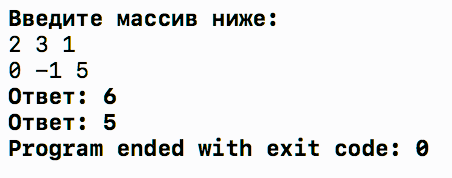 Введите массив ниже:
2 3 1
0 −1 5
Ответ: 6
Ответ: 5
Program ended with exit code: 0